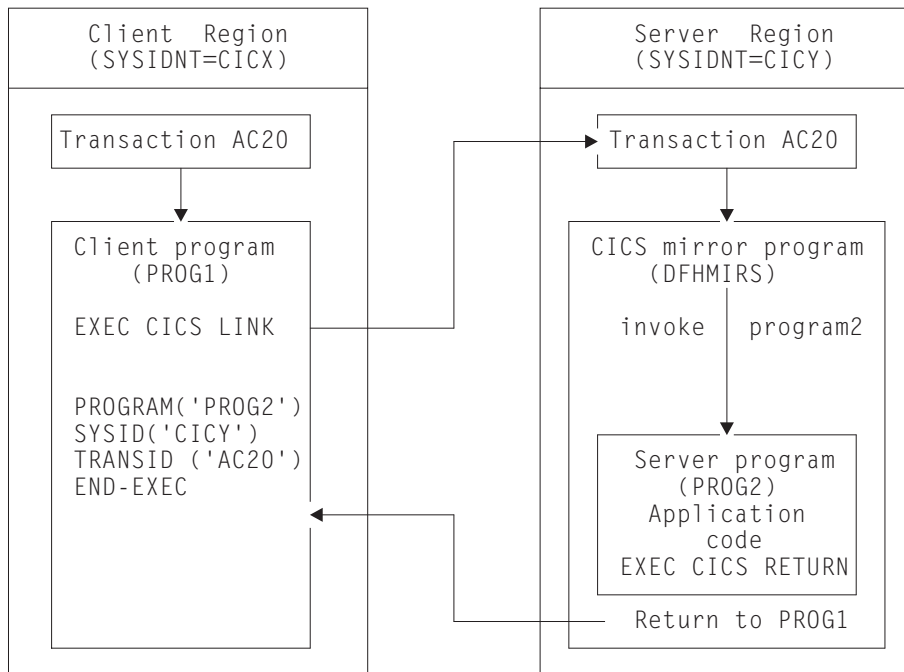 Client Region
(SYSIDNT=CICX)
Transaction AC20
Client program
(PROG1)
EXEC CICS LINK
PROGRAM('PROG2')
SYSID('CICY')
TRANSID ('AC20')
END-EXEC
Server Region
(SYSIDNT=CICY)
Transaction AC20
CICS mirror program
(DFHMIRS)
invoke program2
Server program
(PROG2)
Application
code
EXEC CICS RETURN
Return to PROG1